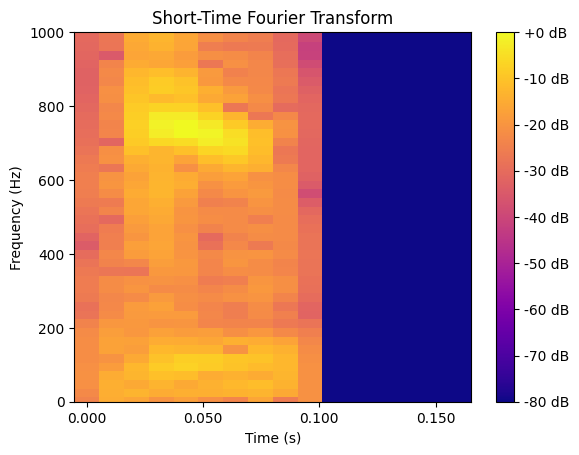 Short-Time Fourier Transform
1000
800
600
400
200
0
Frequency (Hz)
0.000
0.050
0.100
0.150
Time (s)
+0 dB
-10 dB
-20 dB
-30 dB
-40 dB
-50 dB
-60 dB
-70 dB
-80 dB